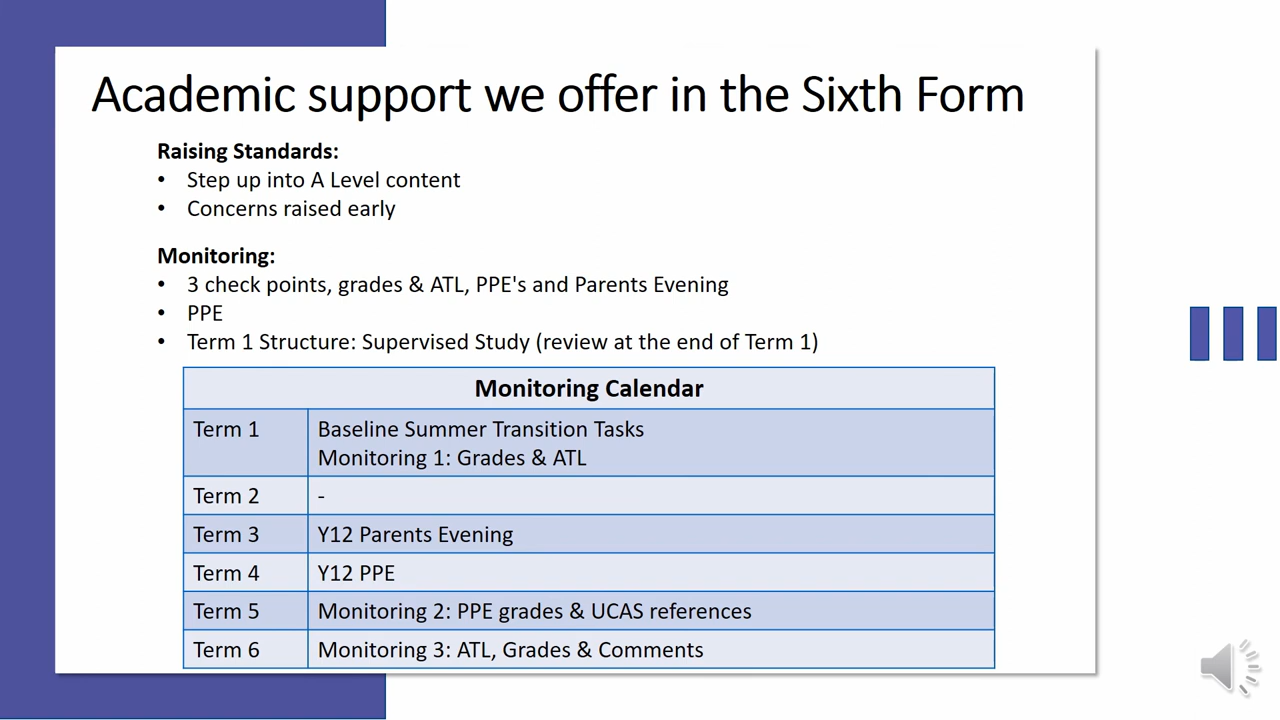 Academic support we offer in the Sixth Form
Raising Standards:
• Step up into A Level content
• Concerns raised early
Monitoring:
• 3 check points, grades & ATL, PPE's and Parents Evening
• PPE
• Term 1 Structure: Supervised Study (review at the end of Term 1)
Monitoring Calendar
Term 1 Baseline Summer Transition Tasks
Monitoring 1: Grades & ATL
Term 2 -
Term 3 Y12 Parents Evening
Term 4 Y12 PPE
Term 5 Monitoring 2: PPE grades & UCAS references
Term 6 Monitoring 3: ATL, Grades & Comments